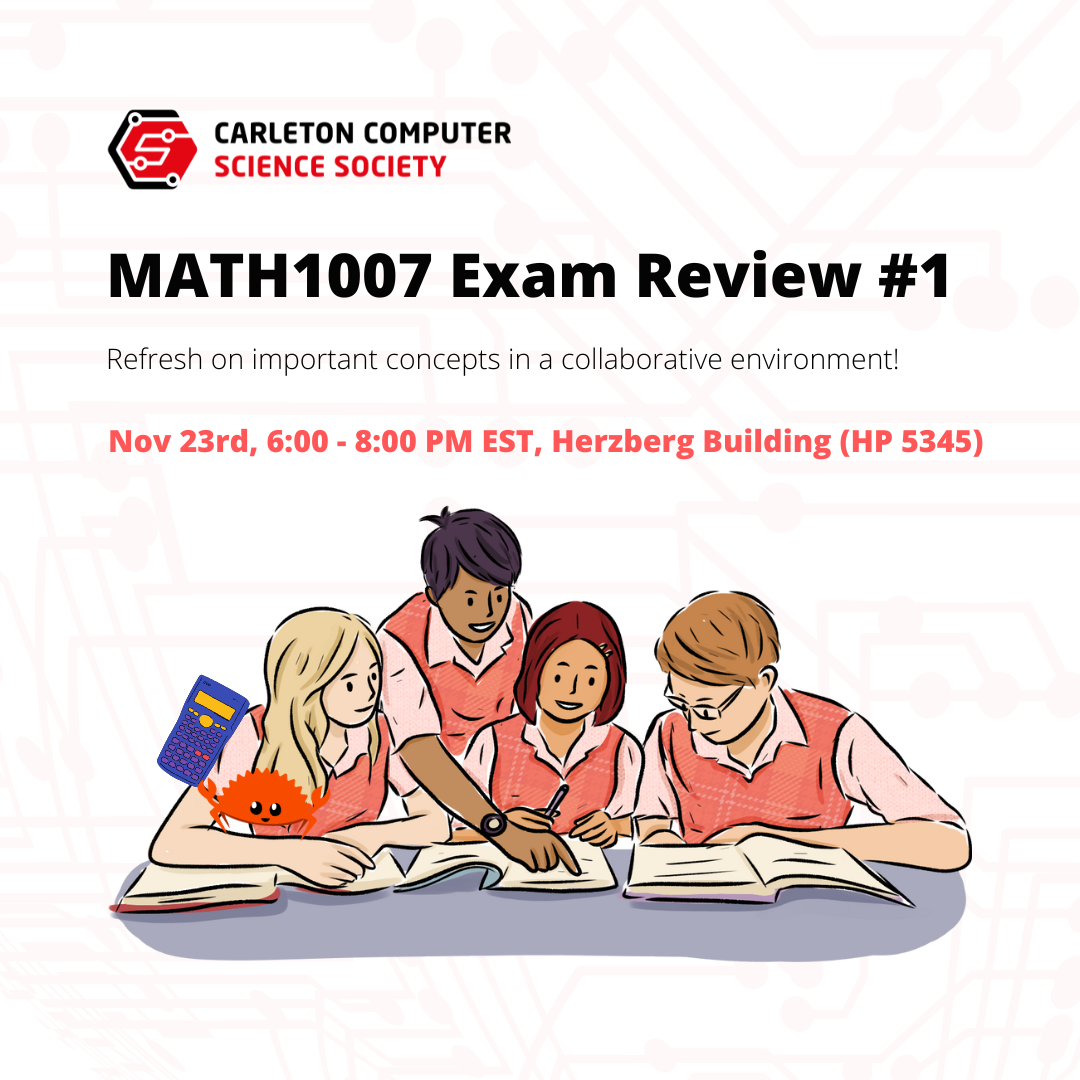 CARLETON COMPUTER
SCIENCE SOCIETY
MATH1007 Exam Review #1
Refresh on important concepts in a collaborative environment!
Nov 23rd, 6:00 - 8:00 PM EST, Herzberg Building (HP 5345)